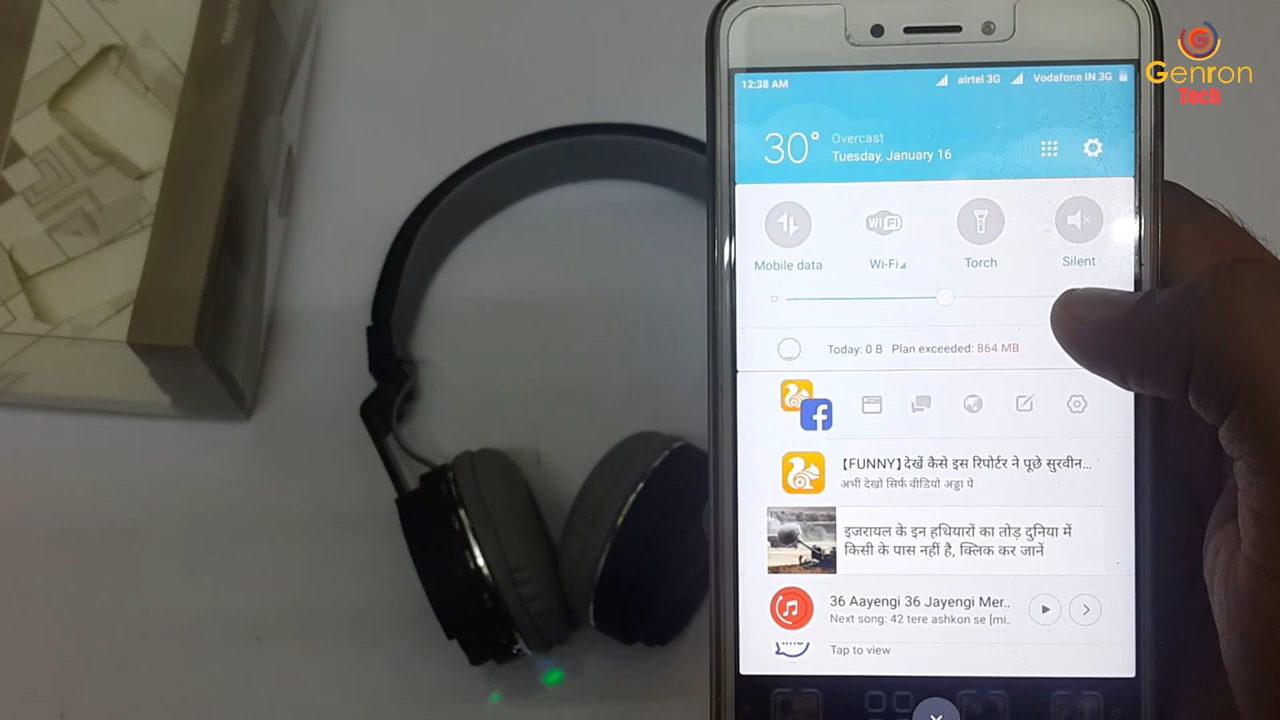 Genron
Tech
12:38 AM airtel 3G Vodafone IN 3G
30° Overcast
Tuesday, January 16
WiFi
Mobile data Wi-Fi Torch Silent
Today: 0 B Plan exceeded: 864 MB
【FUNNY】देखें कैसे इस रिपोर्टर ने पूछे सुरवीन...
अभी देखो सिर्फ वीडियो अड्डा पे
इजरायल के इन हथियारों का तोड़ दुनिया में
किसी के पास नहीं है, क्लिक कर जानें
36 Aayengi 36 Jayengi Mer..
Next song: 42 tere ashkon se [mi..
Tap to view